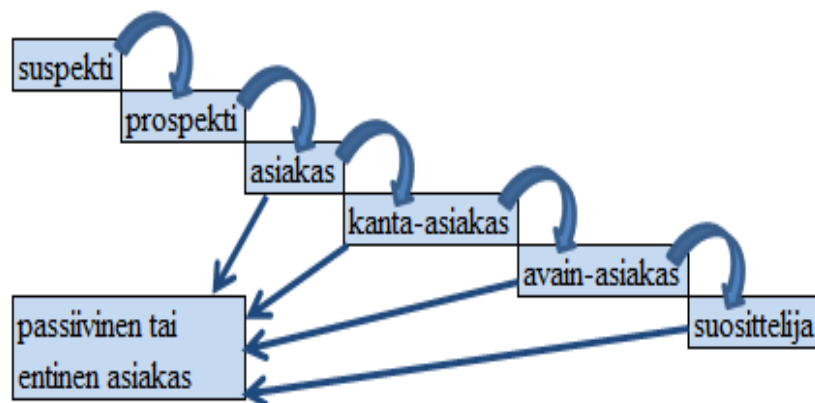 suspekti
prospekti
asiakas
kanta-asiakas
avain-asiakas
suosittelija
passiivinen tai
entinen asiakas